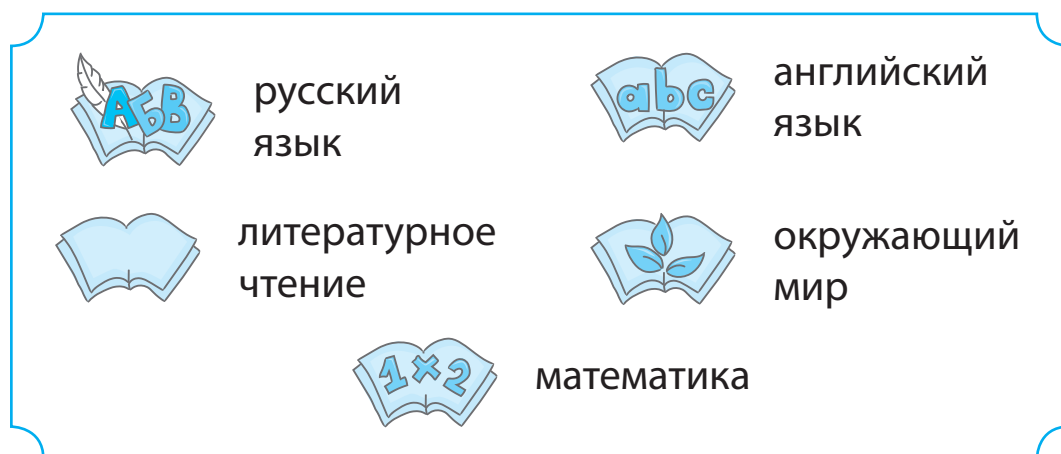 АБВ
русский
язык
abc
английский
язык
литературное
чтение
окружающий
мир
1×2
математика